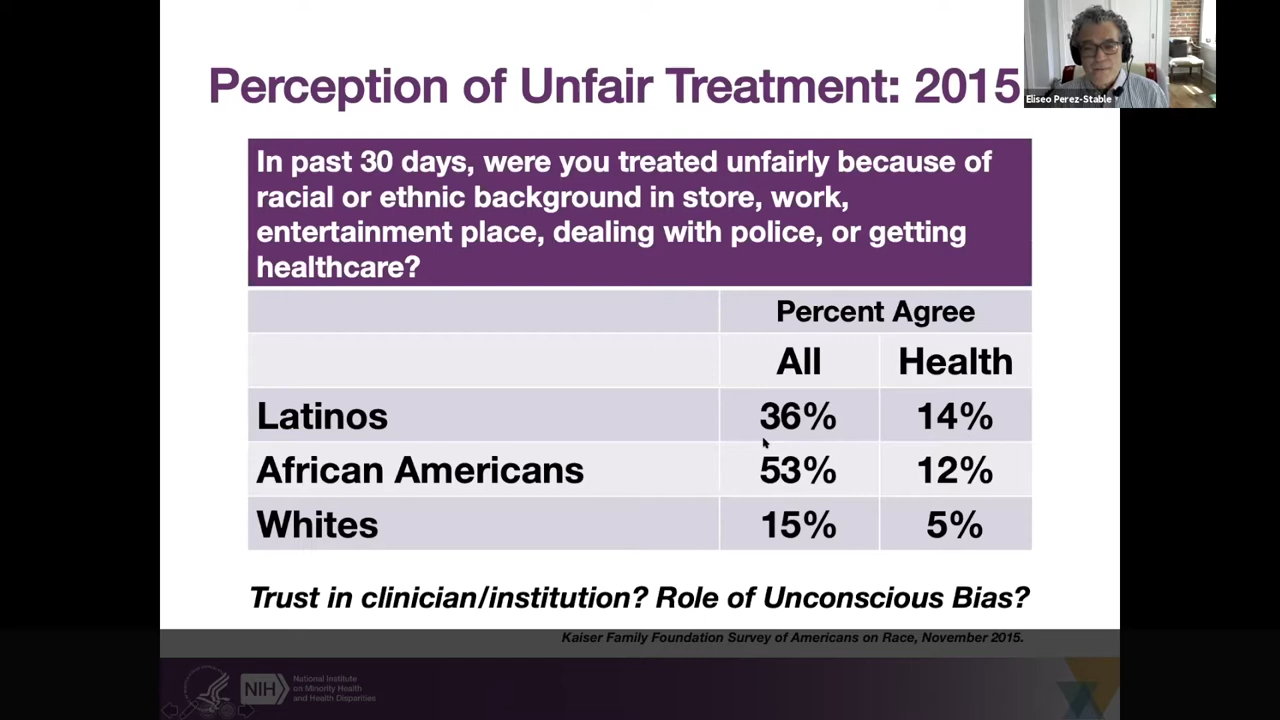 Perception of Unfair Treatment: 2015
Eliseo Perez-Stable
In past 30 days, were you treated unfairly because of
racial or ethnic background in store, work,
entertainment place, dealing with police, or getting
healthcare?
Percent Agree
All Health
Latinos 36% 14%
African Americans 53% 12%
Whites 15% 5%
Trust in clinician/institution? Role of Unconscious Bias?
Kaiser Family Foundation Survey of Americans on Race, November 2015.
NIH
National Institute
on Minority Health
and Health Disparities